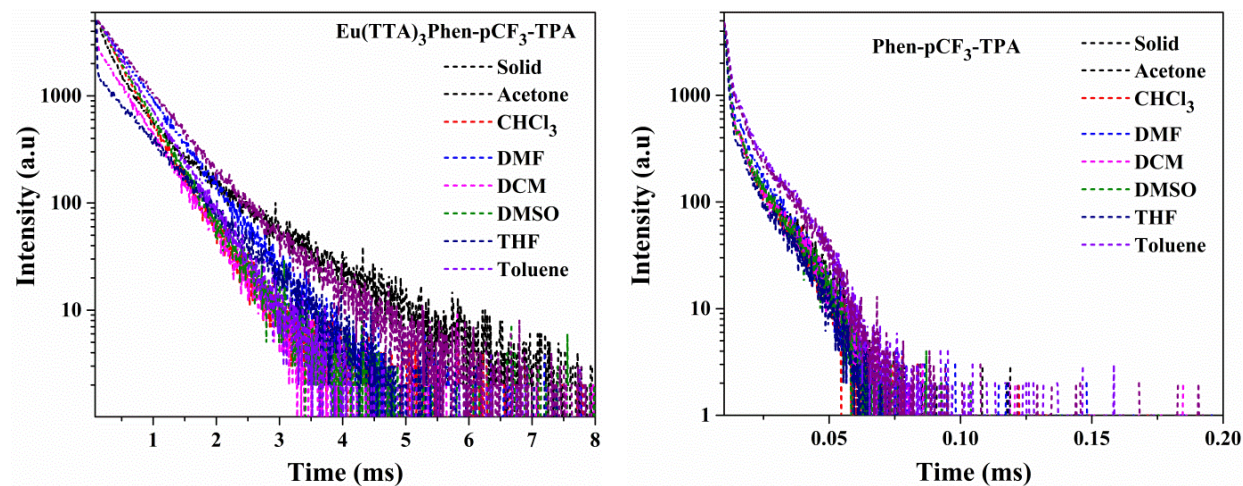 Eu(TTA)3Phen-pCF3-TPA
Solid
Acetone
CHCl3
DMF
DCM
DMSO
THF
Toluene
1000
100
10
Intensity (a.u)
1 2 3 4 5 6 7 8
Time (ms)
Phen-pCF3-TPA
Solid
Acetone
CHCl3
DMF
DCM
DMSO
THF
Toluene
1000
100
10
1
Intensity (a.u)
0.05 0.10 0.15 0.20
Time (ms)